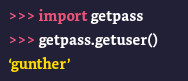 >>> import getpass
>>> getpass.getuser()
‘gunther’